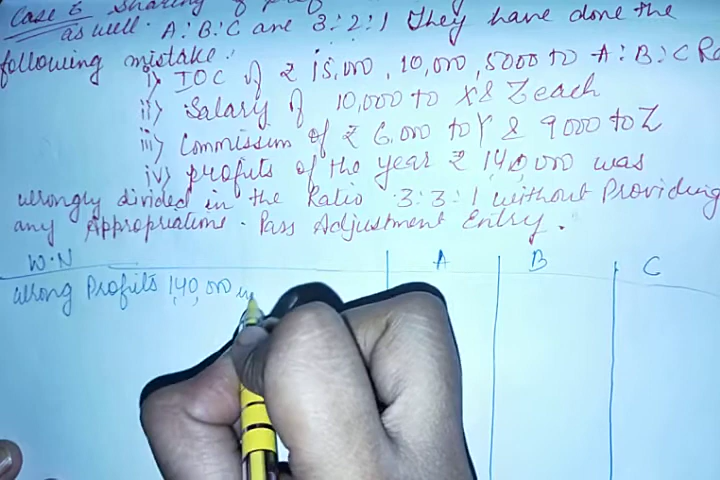 Case 6 Sharing of
as well. A:B:C are 3:2:1 They have done the
following mistake:
i) IOC of ₹ 15,000, 10,000, 5000 to A:B:C Re
ii) Salary of 10,000 to X & Z each
iii) Commission of ₹ 6,000 to Y & 9000 to Z
iv) profits of the year ₹ 140,000 was
wrongly divided in the Ratio 3:3:1 without Providing
any Appropriations. Pass Adjustment Entry.
W.N A B C
Wrong Profits 1,40,000